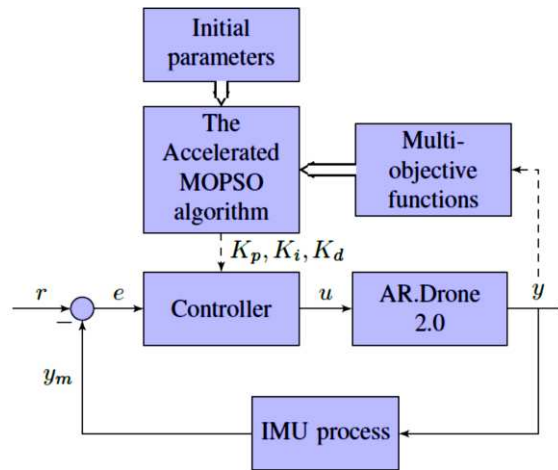 Initial
parameters
The
Accelerated
MOPSO
algorithm
Multi-
objective
functions
K_p, K_i, K_d
r
e
Controller
u
AR.Drone
2.0
y
−
y_m
IMU process